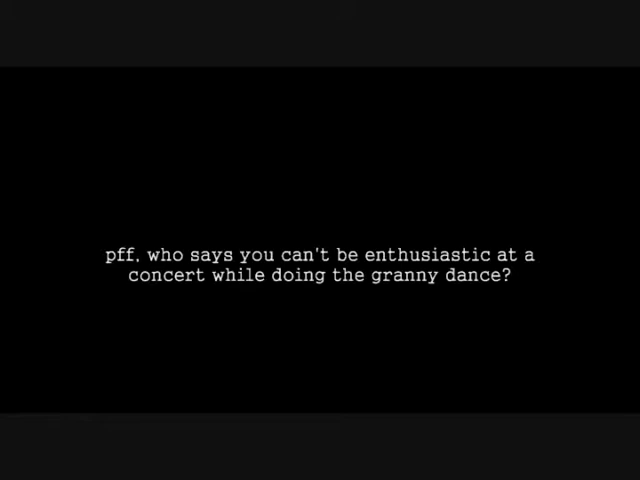 pff, who says you can't be enthusiastic at a
concert while doing the granny dance?